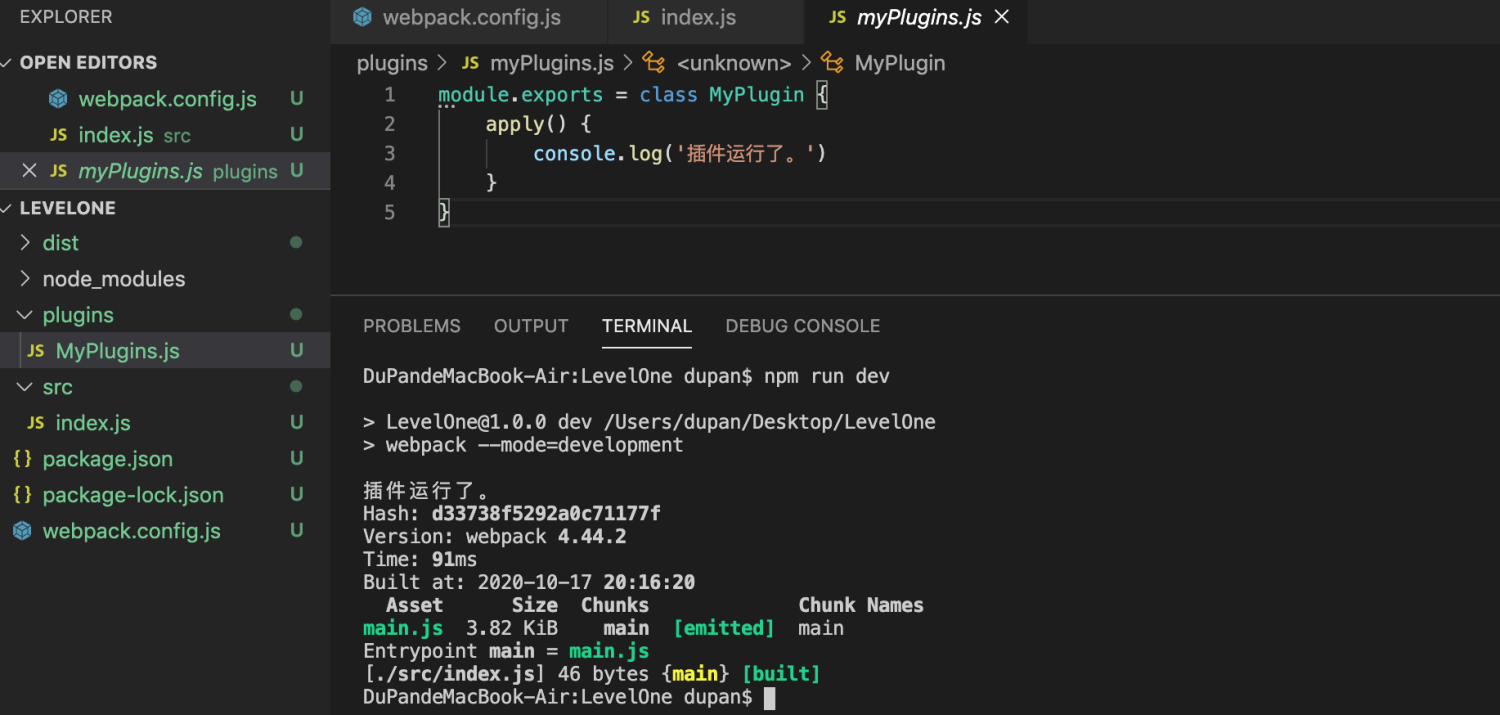 EXPLORER
OPEN EDITORS
webpack.config.js U
JS index.js src U
JS myPlugins.js plugins U
LEVELONE
dist
node_modules
plugins
JS MyPlugins.js U
src
JS index.js U
{} package.json U
{} package-lock.json U
webpack.config.js U
webpack.config.js JS index.js JS myPlugins.js
plugins > JS myPlugins.js > <unknown> > MyPlugin
1 module.exports = class MyPlugin {
2 apply() {
3 console.log('插件运行了。')
4 }
5 }
PROBLEMS OUTPUT TERMINAL DEBUG CONSOLE
DuPandeMacBook-Air:LevelOne dupan$ npm run dev
> LevelOne@1.0.0 dev /Users/dupan/Desktop/LevelOne
> webpack --mode=development
插件运行了。
Hash: d33738f5292a0c71177f
Version: webpack 4.44.2
Time: 91ms
Built at: 2020-10-17 20:16:20
Asset Size Chunks Chunk Names
main.js 3.82 KiB main [emitted] main
Entrypoint main = main.js
[./src/index.js] 46 bytes {main} [built]
DuPandeMacBook-Air:LevelOne dupan$